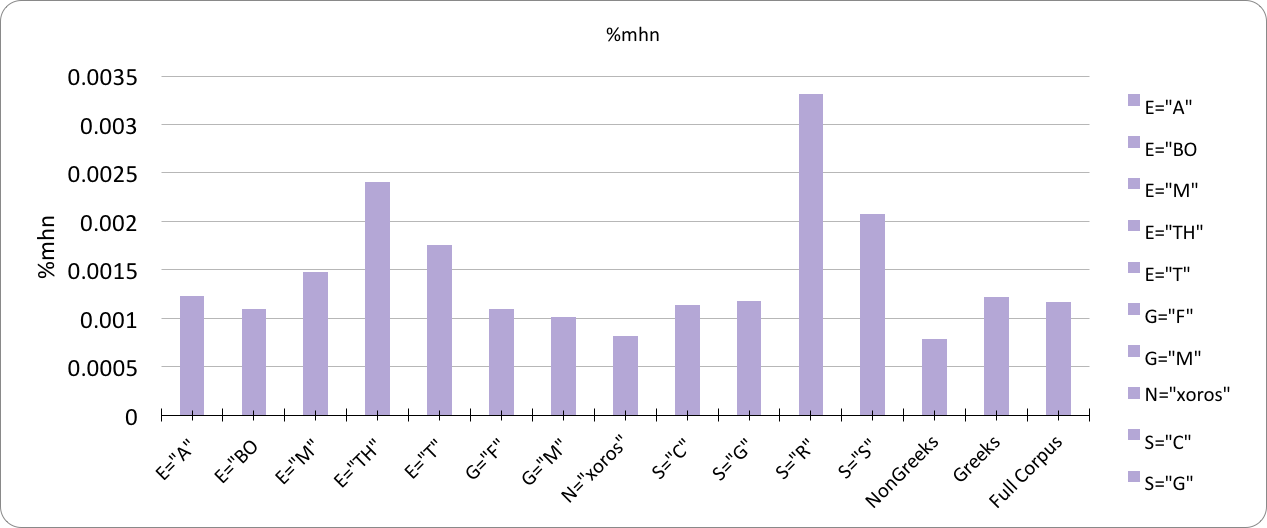 %mhn
%mhn
0.0035
0.003
0.0025
0.002
0.0015
0.001
0.0005
0
E="A"
E="BO
E="M"
E="TH"
E="T"
G="F"
G="M"
N="xoros"
S="C"
S="G"
S="R"
S="S"
NonGreeks
Greeks
Full Corpus
E="A"
E="BO
E="M"
E="TH"
E="T"
G="F"
G="M"
N="xoros"
S="C"
S="G"